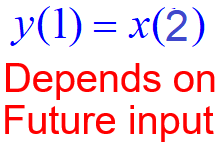 y(1) = x(2)
Depends on
Future input